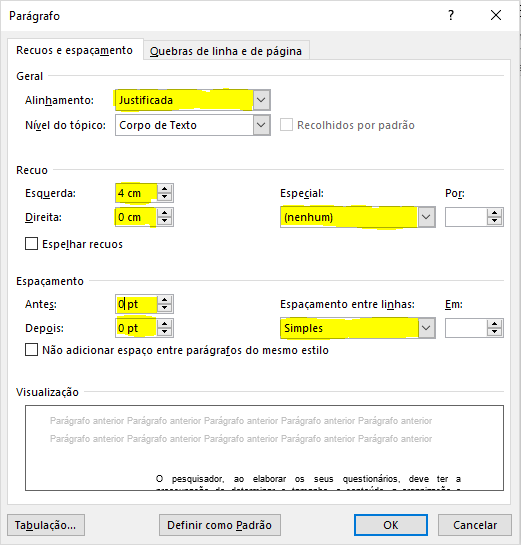 Parágrafo
Recuos e espaçamento Quebras de linha e de página
Geral
Alinhamento: Justificada
Nível do tópico: Corpo de Texto Recolhidos por padrão
Recuo
Esquerda: 4 cm Especial: Por:
Direita: 0 cm (nenhum)
Espelhar recuos
Espaçamento
Antes: 0 pt Espaçamento entre linhas: Em:
Depois: 0 pt Simples
Não adicionar espaço entre parágrafos do mesmo estilo
Visualização
Parágrafo anterior Parágrafo anterior Parágrafo anterior Parágrafo anterior Parágrafo anterior
Parágrafo anterior Parágrafo anterior Parágrafo anterior Parágrafo anterior Parágrafo anterior
O pesquisador, ao elaborar os seus questionários, deve ter a
Tabulação... Definir como Padrão OK Cancelar